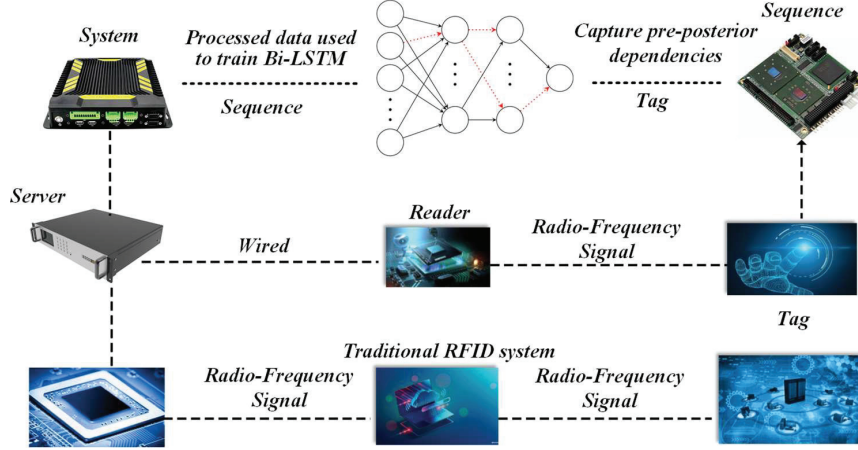 System
Processed data used
to train Bi-LSTM
Sequence
Capture pre-posterior
dependencies
Tag
Sequence
Server
Wired
Reader
Radio-Frequency
Signal
Tag
Traditional RFID system
Radio-Frequency
Signal
Radio-Frequency
Signal